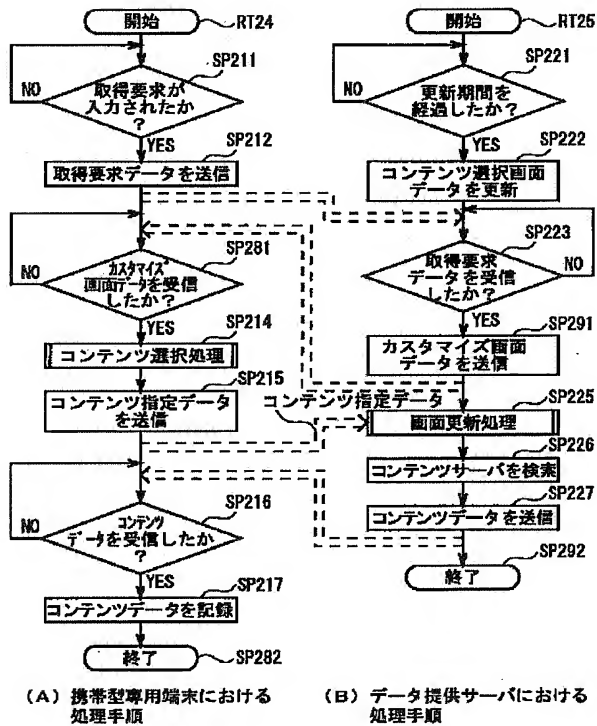 開始
RT24
SP211
取得要求が
入力されたか
?
NO
YES
SP212
取得要求データを送信
SP281
カスタマイズ
画面データを受信
したか?
NO
YES
SP214
コンテンツ選択処理
SP215
コンテンツ指定データ
を送信
コンテンツ指定データ
SP216
コンテンツ
データを受信したか
?
NO
YES
SP217
コンテンツデータを記録
終了
SP282
(A) 携帯型専用端末における
処理手順
開始
RT25
SP221
更新期間を
経過したか?
NO
YES
SP222
コンテンツ選択画面
データを更新
SP223
取得要求
データを受信
したか?
NO
YES
SP291
カスタマイズ画面
データを送信
SP225
画面更新処理
SP226
コンテンツサーバを検索
SP227
コンテンツデータを送信
SP292
終了
(B) データ提供サーバにおける
処理手順